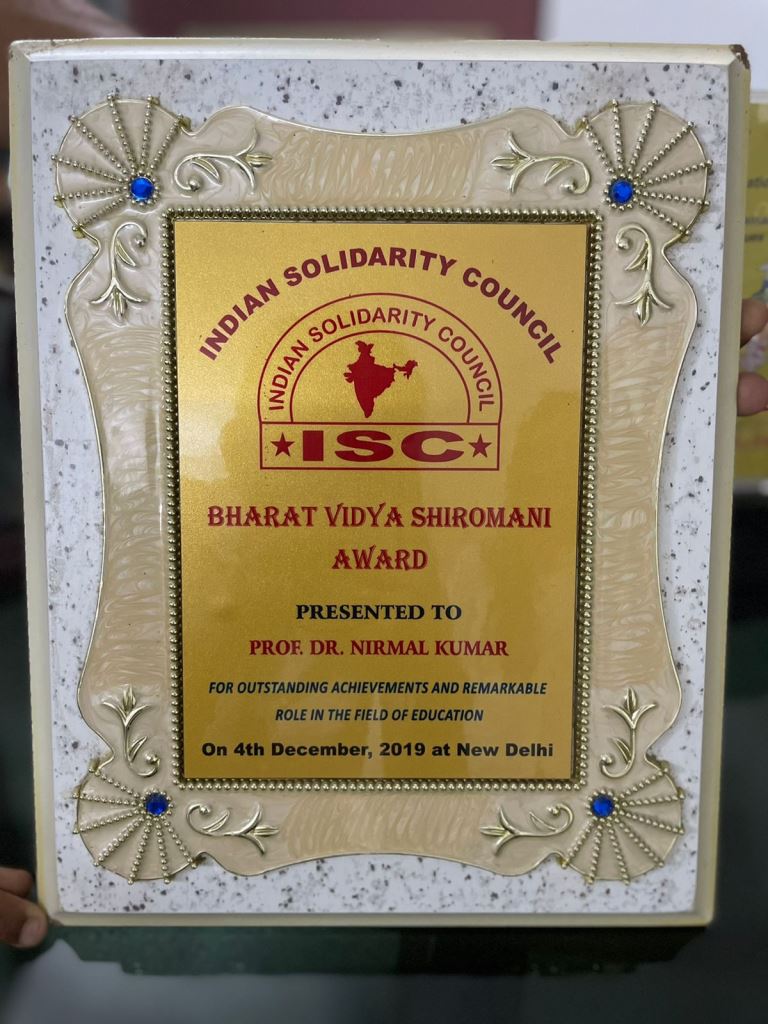 INDIAN SOLIDARITY COUNCIL
INDIAN SOLIDARITY COUNCIL
★ISC★
BHARAT VIDYA SHIROMANI
AWARD
PRESENTED TO
PROF. DR. NIRMAL KUMAR
FOR OUTSTANDING ACHIEVEMENTS AND REMARKABLE
ROLE IN THE FIELD OF EDUCATION
On 4th December, 2019 at New Delhi